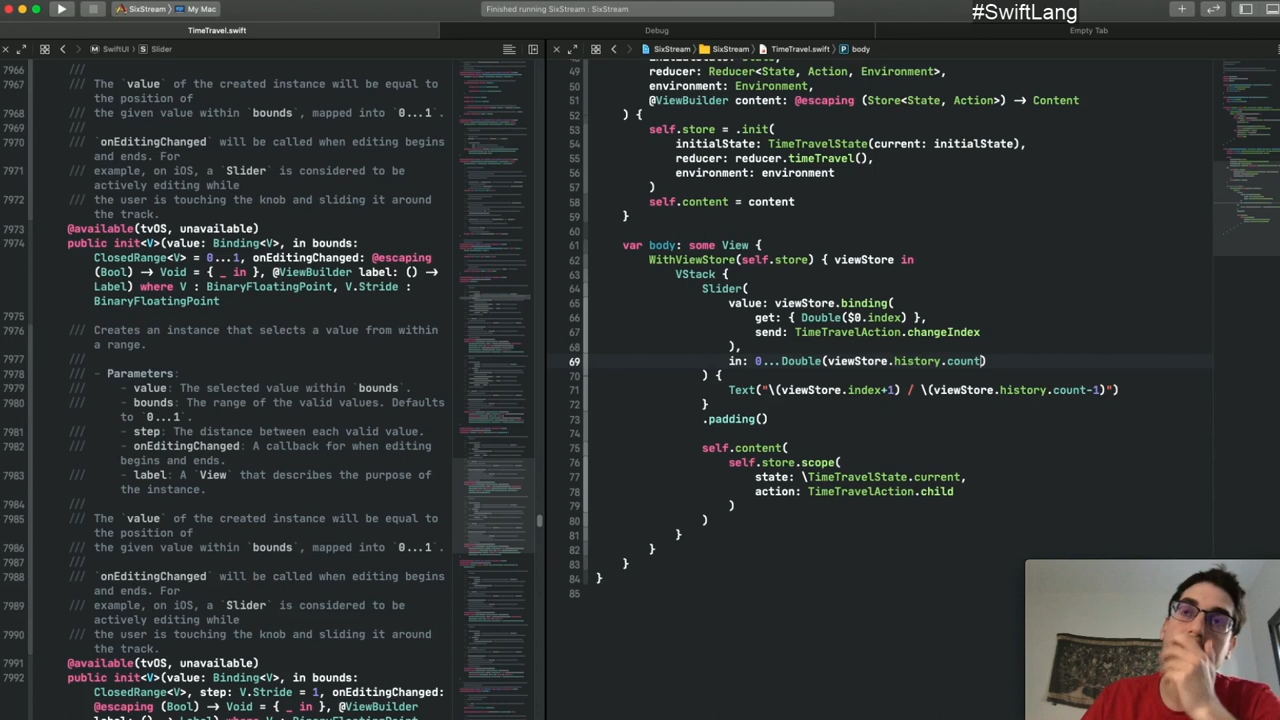 SixStream
My Mac
Finished running SixStream : SixStream
#SwiftLang
TimeTravel.swift
Debug
Empty Tab
SwiftUI
Slider
7966 ///
7967 /// The `value` of the created instance will be equal to
the position of
7968 /// the given value within `bounds`, mapped into `0...1`.
7969 ///
7970 /// `onEditingChanged` will be called when editing begins
and ends. For
7971 /// example, on iOS, a `Slider` is considered to be
actively editing while
7972 /// the user is touching the knob and sliding it around
the track.
7973 @available(tvOS, unavailable)
7974 public init<V>(value: Binding<V>, in bounds:
ClosedRange<V> = 0...1, onEditingChanged: @escaping
(Bool) -> Void = { _ in }, @ViewBuilder label: () ->
Label) where V : BinaryFloatingPoint, V.Stride :
BinaryFloatingPoint
7975
7976 /// Creates an instance that selects a value from within
a range.
7977 ///
7978 /// - Parameters:
7979 /// - value: The selected value within `bounds`.
7980 /// - bounds: The range of the valid values. Defaults
to `0...1`.
7981 /// - step: The distance between each valid value.
7982 /// - onEditingChanged: A callback for when editing
begins and ends.
7983 /// - label: A `View` that describes the purpose of
the instance.
7984 ///
7985 /// The `value` of the created instance will be equal to
the position of
7986 /// the given value within `bounds`, mapped into `0...1`.
7987 ///
7988 /// `onEditingChanged` will be called when editing begins
and ends. For
7989 /// example, on iOS, a `Slider` is considered to be
actively editing while
7990 /// the user is touching the knob and sliding it around
the track.
7991 @available(tvOS, unavailable)
7992 public init<V>(value: Binding<V>, in bounds:
ClosedRange<V>, step: V.Stride = 1, onEditingChanged:
@escaping (Bool) -> Void = { _ in }, @ViewBuilder
SixStream
SixStream
TimeTravel.swift
body
49 reducer: Reducer<State, Action, Environment>,
50 environment: Environment,
51 @ViewBuilder content: @escaping (Store<State, Action>) -> Content
52 ) {
53 self.store = .init(
54 initialState: TimeTravelState(current: initialState),
55 reducer: reducer.timeTravel(),
56 environment: environment
57 )
58 self.content = content
59 }
60
61 var body: some View {
62 WithViewStore(self.store) { viewStore in
63 VStack {
64 Slider(
65 value: viewStore.binding(
66 get: { Double($0.index) },
67 send: TimeTravelAction.changeIndex
68 ),
69 in: 0...Double(viewStore.history.count)
70 ) {
71 Text("\(viewStore.index+1) / \(viewStore.history.count-1)")
72 }
73 .padding()
74
75 self.content(
76 self.store.scope(
77 state: \TimeTravelState.current,
78 action: TimeTravelAction.child
79 )
80 )
81 }
82 }
83 }
84 }
85